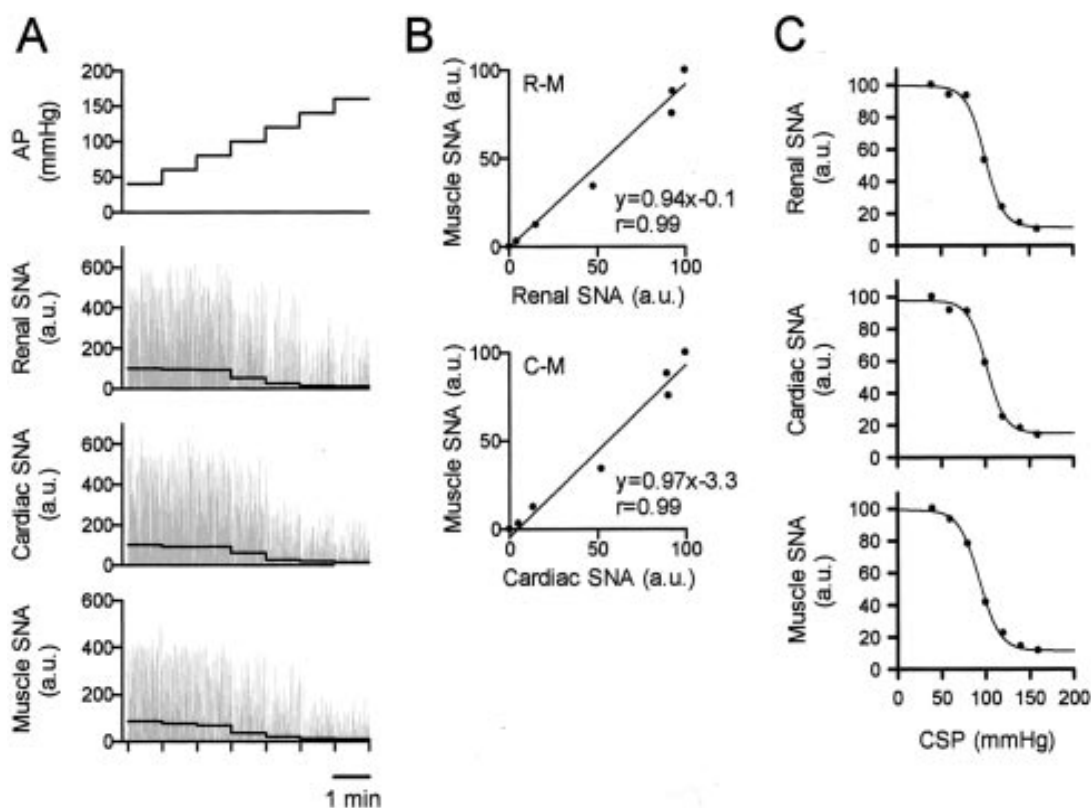 A
200
150
100
50
0
AP
(mmHg)
600
400
200
0
Renal SNA
(a.u.)
600
400
200
0
Cardiac SNA
(a.u.)
600
400
200
0
Muscle SNA
(a.u.)
1 min
B
100
50
0
Muscle SNA (a.u.)
R-M
y=0.94x-0.1
r=0.99
0 50 100
Renal SNA (a.u.)
100
50
0
Muscle SNA (a.u.)
C-M
y=0.97x-3.3
r=0.99
0 50 100
Cardiac SNA (a.u.)
C
100
80
60
40
20
0
Renal SNA
(a.u.)
100
80
60
40
20
0
Cardiac SNA
(a.u.)
100
80
60
40
20
0
Muscle SNA
(a.u.)
0 100 200
CSP (mmHg)